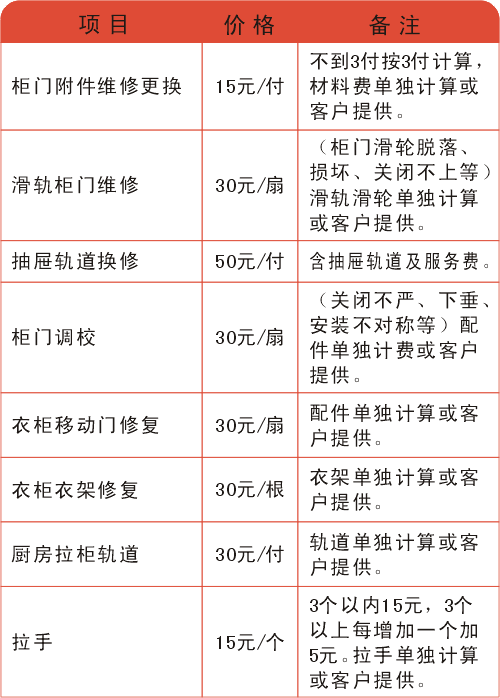 项目 价格 备注
柜门附件维修更换 15元/付 不到3付按3付计算，
材料费单独计算或
客户提供。
滑轨柜门维修 30元/扇 （柜门滑轮脱落、
损坏、关闭不上等）
滑轨滑轮单独计算
或客户提供。
抽屉轨道换修 50元/付 含抽屉轨道及服务费。
柜门调校 30元/扇 （关闭不严、下垂、
安装不对称等）配
件单独计费或客户
提供。
衣柜移动门修复 30元/扇 配件单独计算或客
户提供。
衣柜衣架修复 30元/根 衣架单独计算或客
户提供。
厨房拉柜轨道 30元/付 轨道单独计算或客
户提供。
拉手 15元/个 3个以内15元，3个
以上每增加一个加
5元。拉手单独计算
或客户提供。